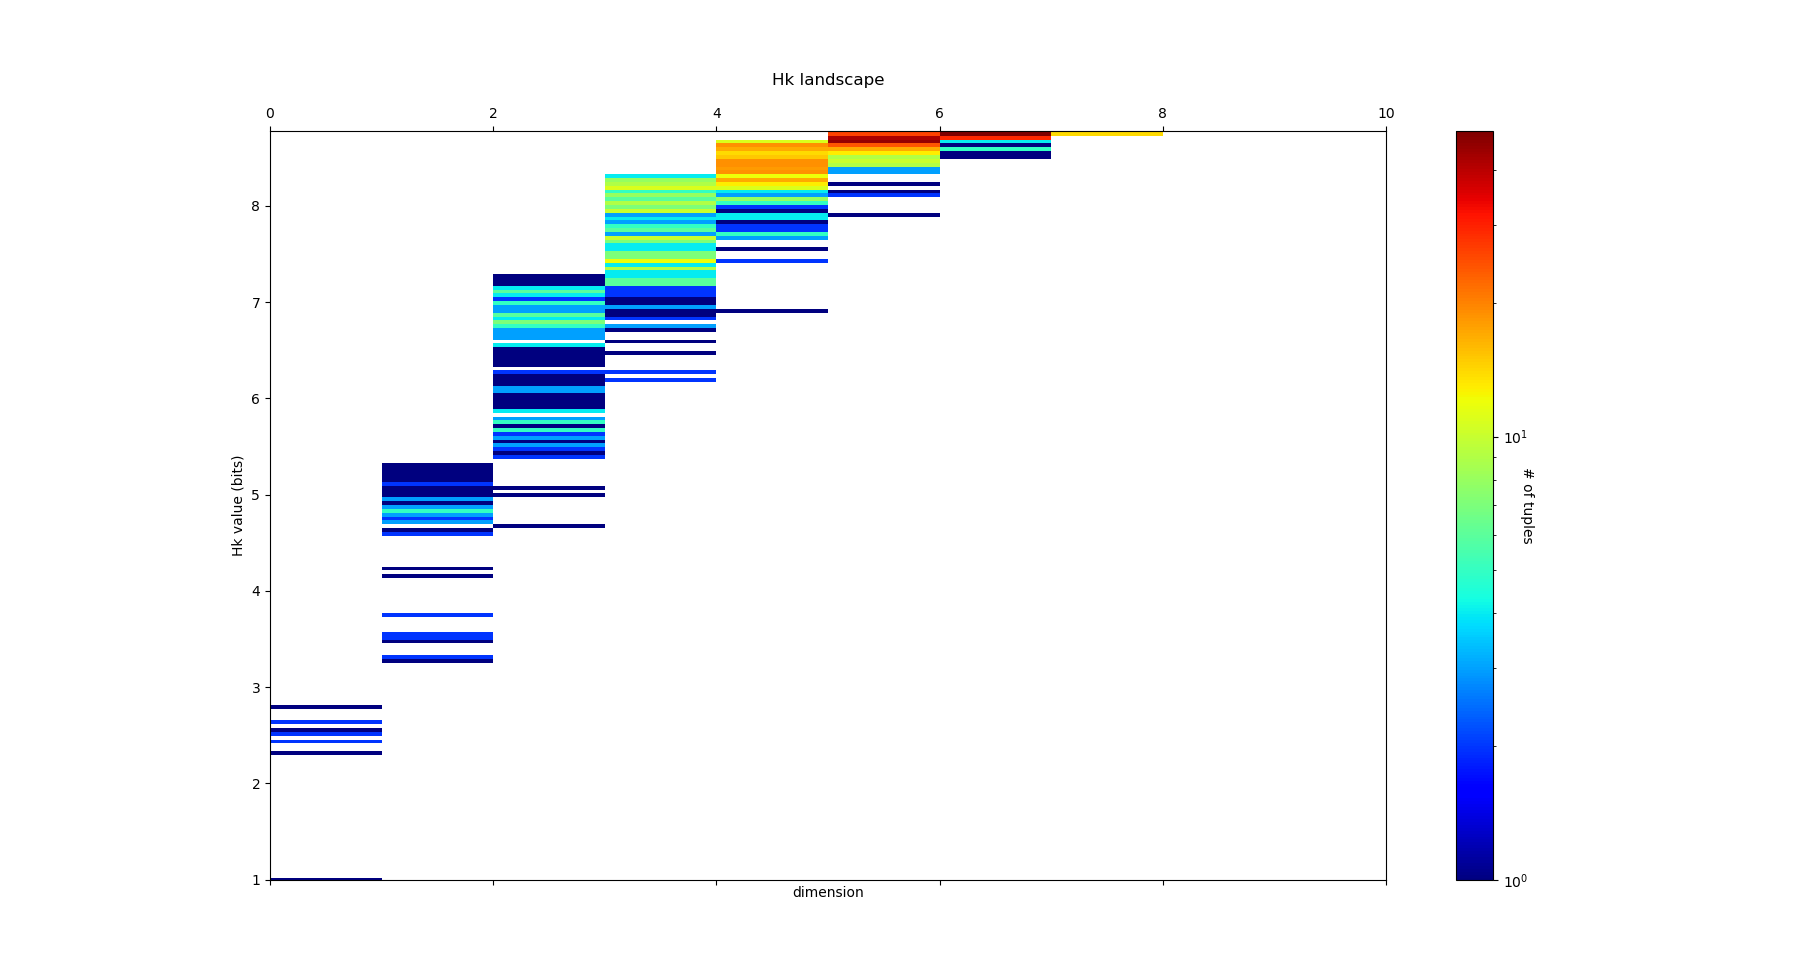 Hk landscape
0 2 4 6 8 10
8
7
6
5
4
3
2
1
Hk value (bits)
dimension
10¹
10⁰
# of tuples